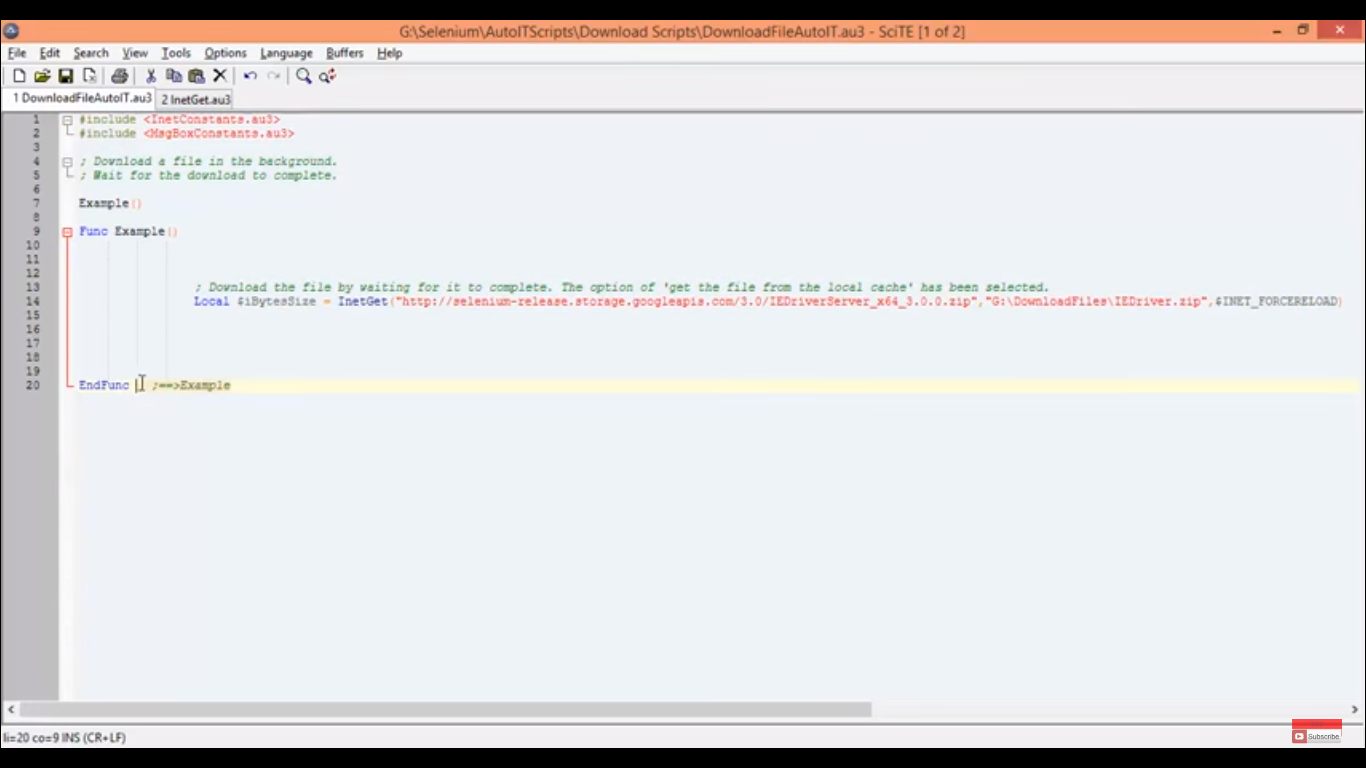 G:\Selenium\AutoITScripts\Download Scripts\DownloadFileAutoIT.au3 - SciTE [1 of 2]
File Edit Search View Tools Options Language Buffers Help
1 DownloadFileAutoIT.au3 2 InetGet.au3
1 #include <InetConstants.au3>
2 #include <MsgBoxConstants.au3>
3
4 ; Download a file in the background.
5 ; Wait for the download to complete.
6
7 Example()
8
9 Func Example()
10
11
12
13 ; Download the file by waiting for it to complete. The option of 'get the file from the local cache' has been selected.
14 Local $iBytesSize = InetGet("http://selenium-release.storage.googleapis.com/3.0/IEDriverServer_x64_3.0.0.zip","G:\DownloadFiles\IEDriver.zip",$INET_FORCERELOAD)
15
16
17
18
19
20 EndFunc ;==>Example
li=20 co=9 INS (CR+LF)
Subscribe